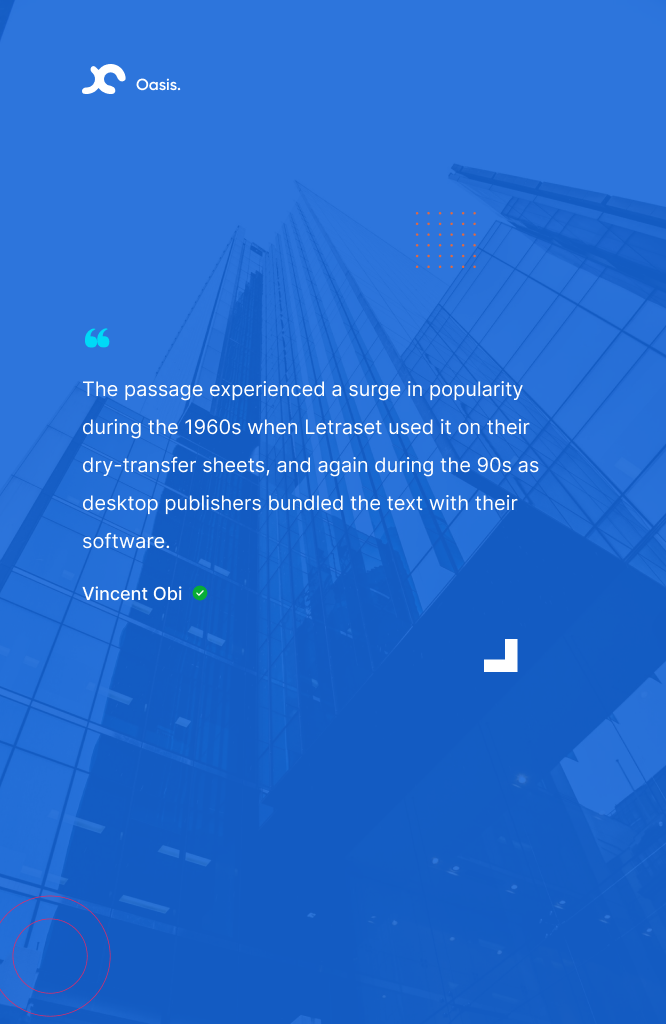 Oasis.
The passage experienced a surge in popularity
during the 1960s when Letraset used it on their
dry-transfer sheets, and again during the 90s as
desktop publishers bundled the text with their
software.
Vincent Obi